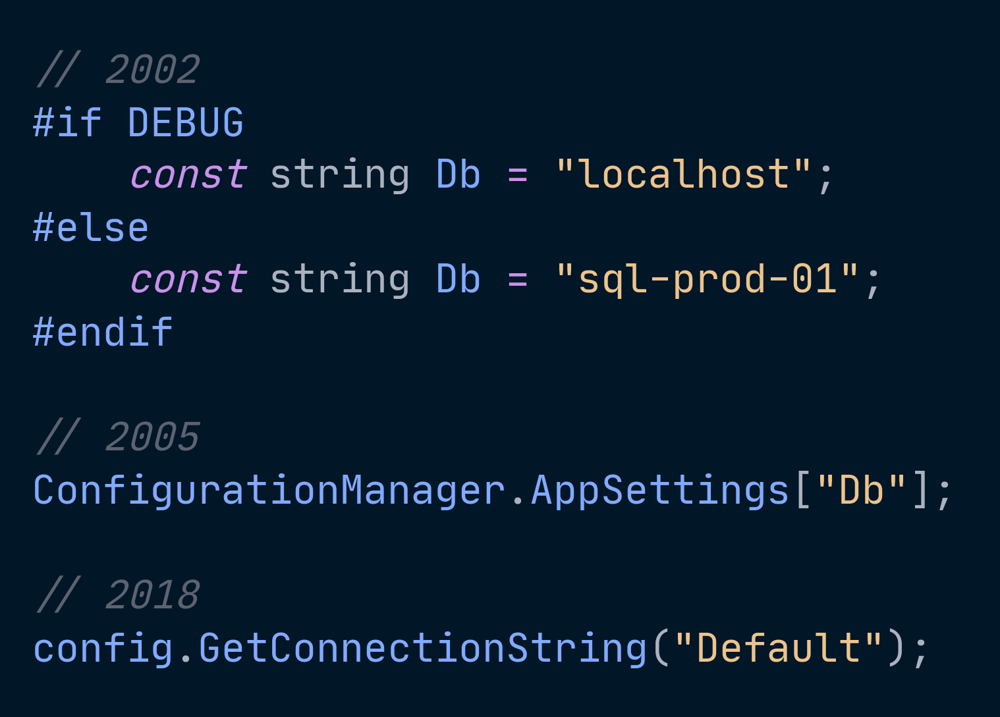 // 2002
#if DEBUG
    const string Db = "localhost";
#else
    const string Db = "sql-prod-01";
#endif

// 2005
ConfigurationManager.AppSettings["Db"];

// 2018
config.GetConnectionString("Default");